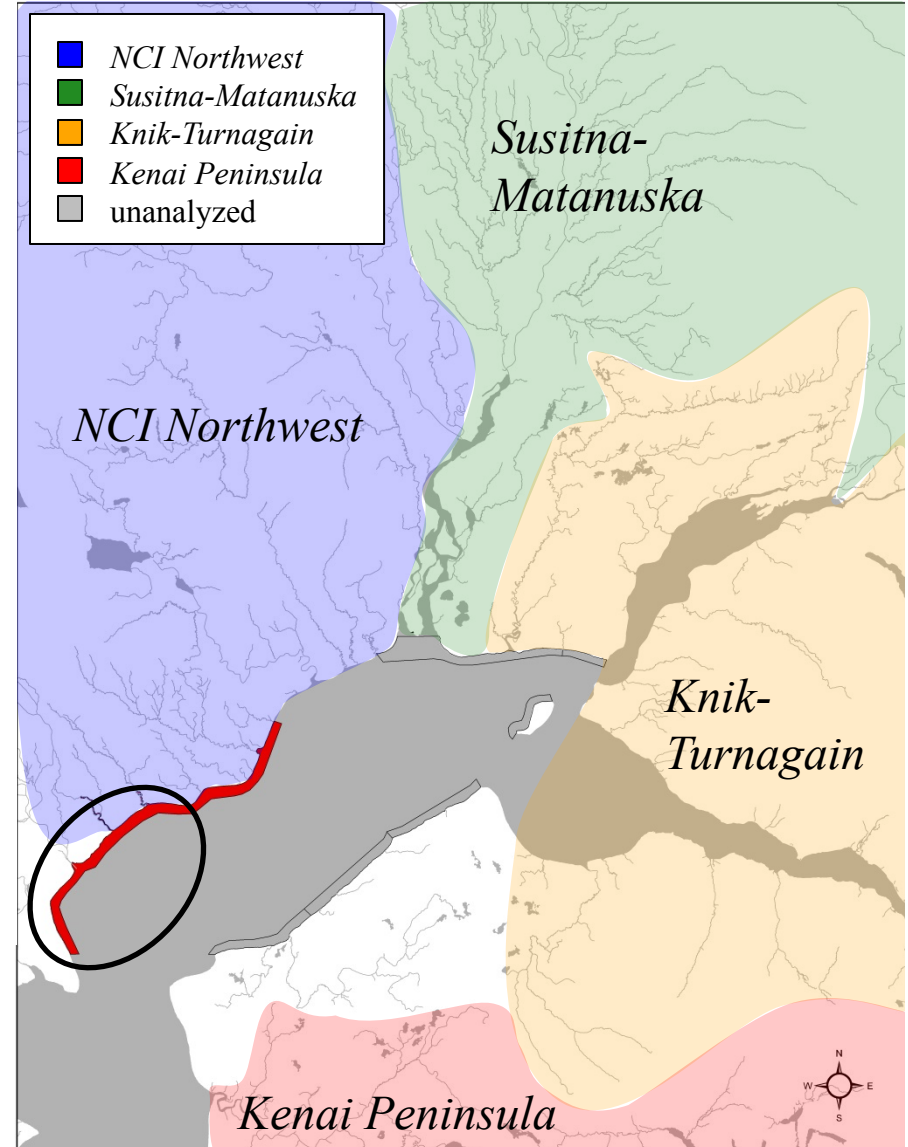 NCI Northwest
Susitna-Matanuska
Knik-Turnagain
Kenai Peninsula
unanalyzed
Susitna-
Matanuska
NCI Northwest
Knik-
Turnagain
Kenai Peninsula
N
W E
S